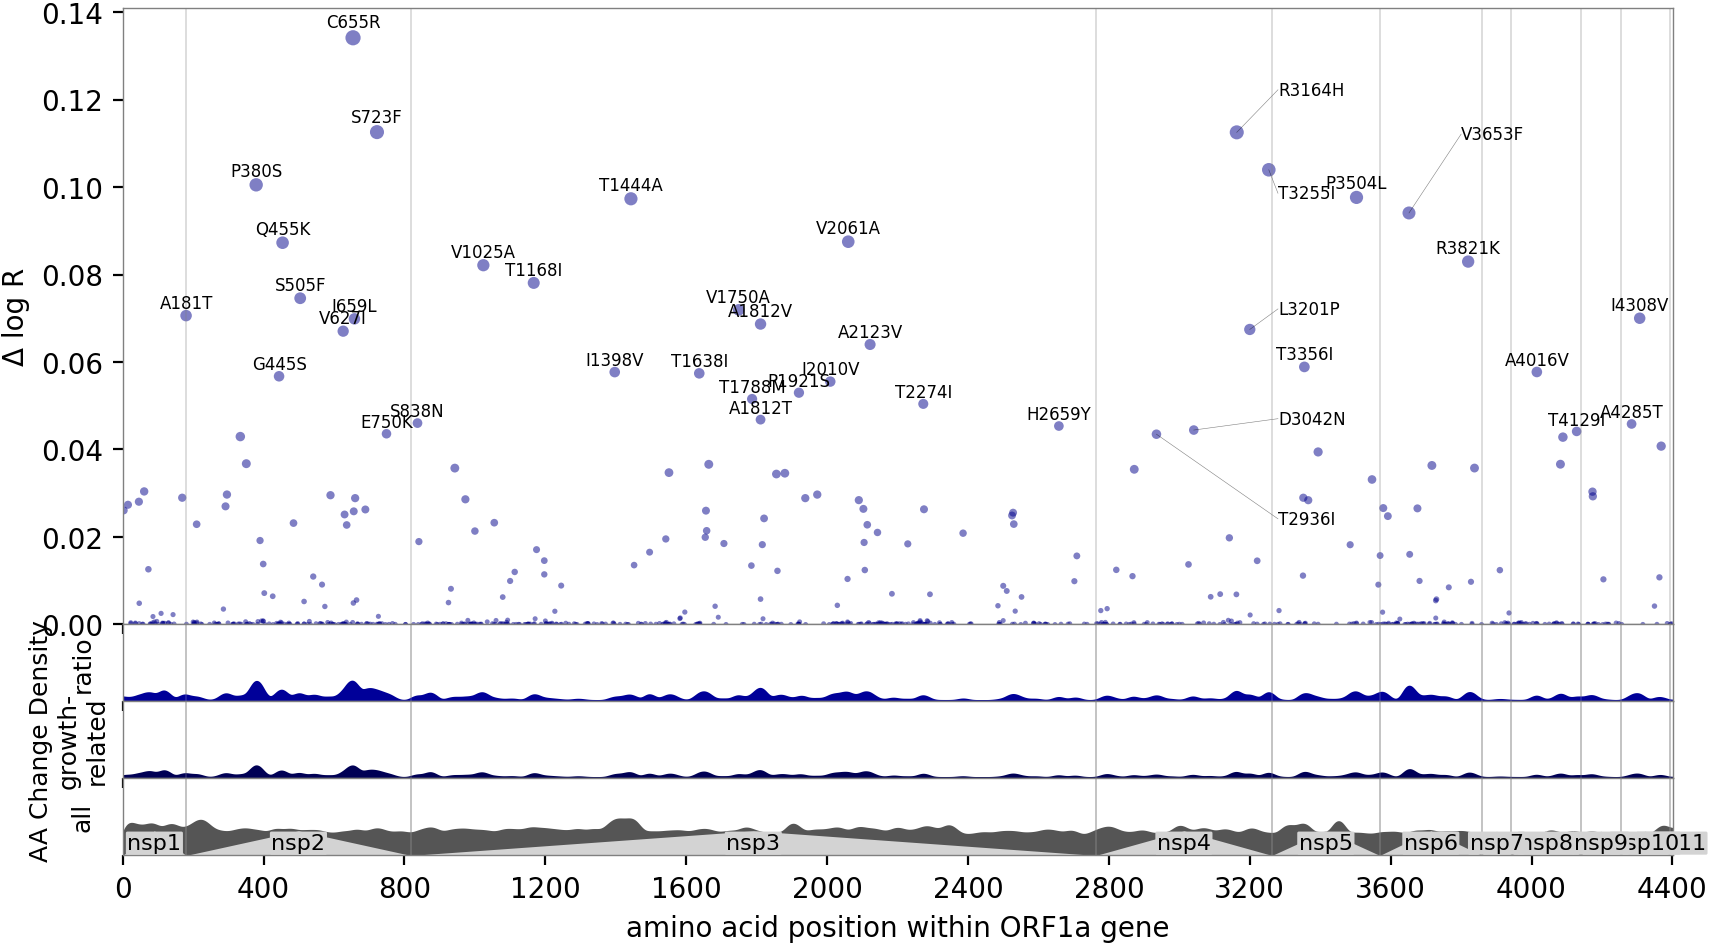 0.14
0.12
0.10
0.08
0.06
0.04
0.02
0.00
Δ log R
C655R
S723F
P380S
Q455K
S505F
A181T
I659L
V627I
G445S
S838N
E750K
V1025A
T1168I
T1444A
I1398V
T1638I
V1750A
A1812V
T1788M
A1812T
R1921S
I2010V
V2061A
A2123V
T2274I
H2659Y
R3164H
T3255I
P3504L
V3653F
R3821K
L3201P
T3356I
D3042N
T2936I
I4308V
A4016V
T4129I
A4285T
AA Change Density
ratio
growth-
related
all
nsp1
nsp2
nsp3
nsp4
nsp5
nsp6
nsp7
nsp8
nsp9
sp1011
0 400 800 1200 1600 2000 2400 2800 3200 3600 4000 4400
amino acid position within ORF1a gene